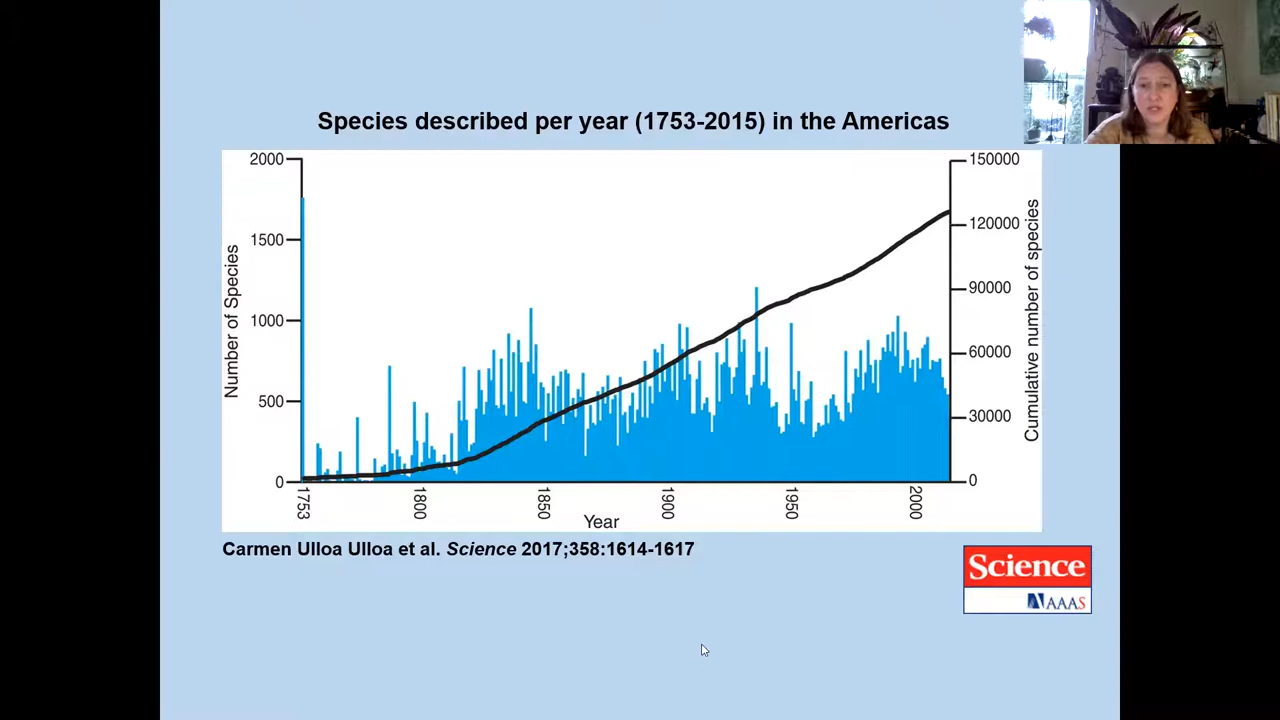 Species described per year (1753-2015) in the Americas
2000
1500
1000
500
0
Number of Species
150000
120000
90000
60000
30000
0
Cumulative number of species
1753
1800
1850
1900
1950
2000
Year
Carmen Ulloa Ulloa et al. Science 2017;358:1614-1617
Science
AAAS